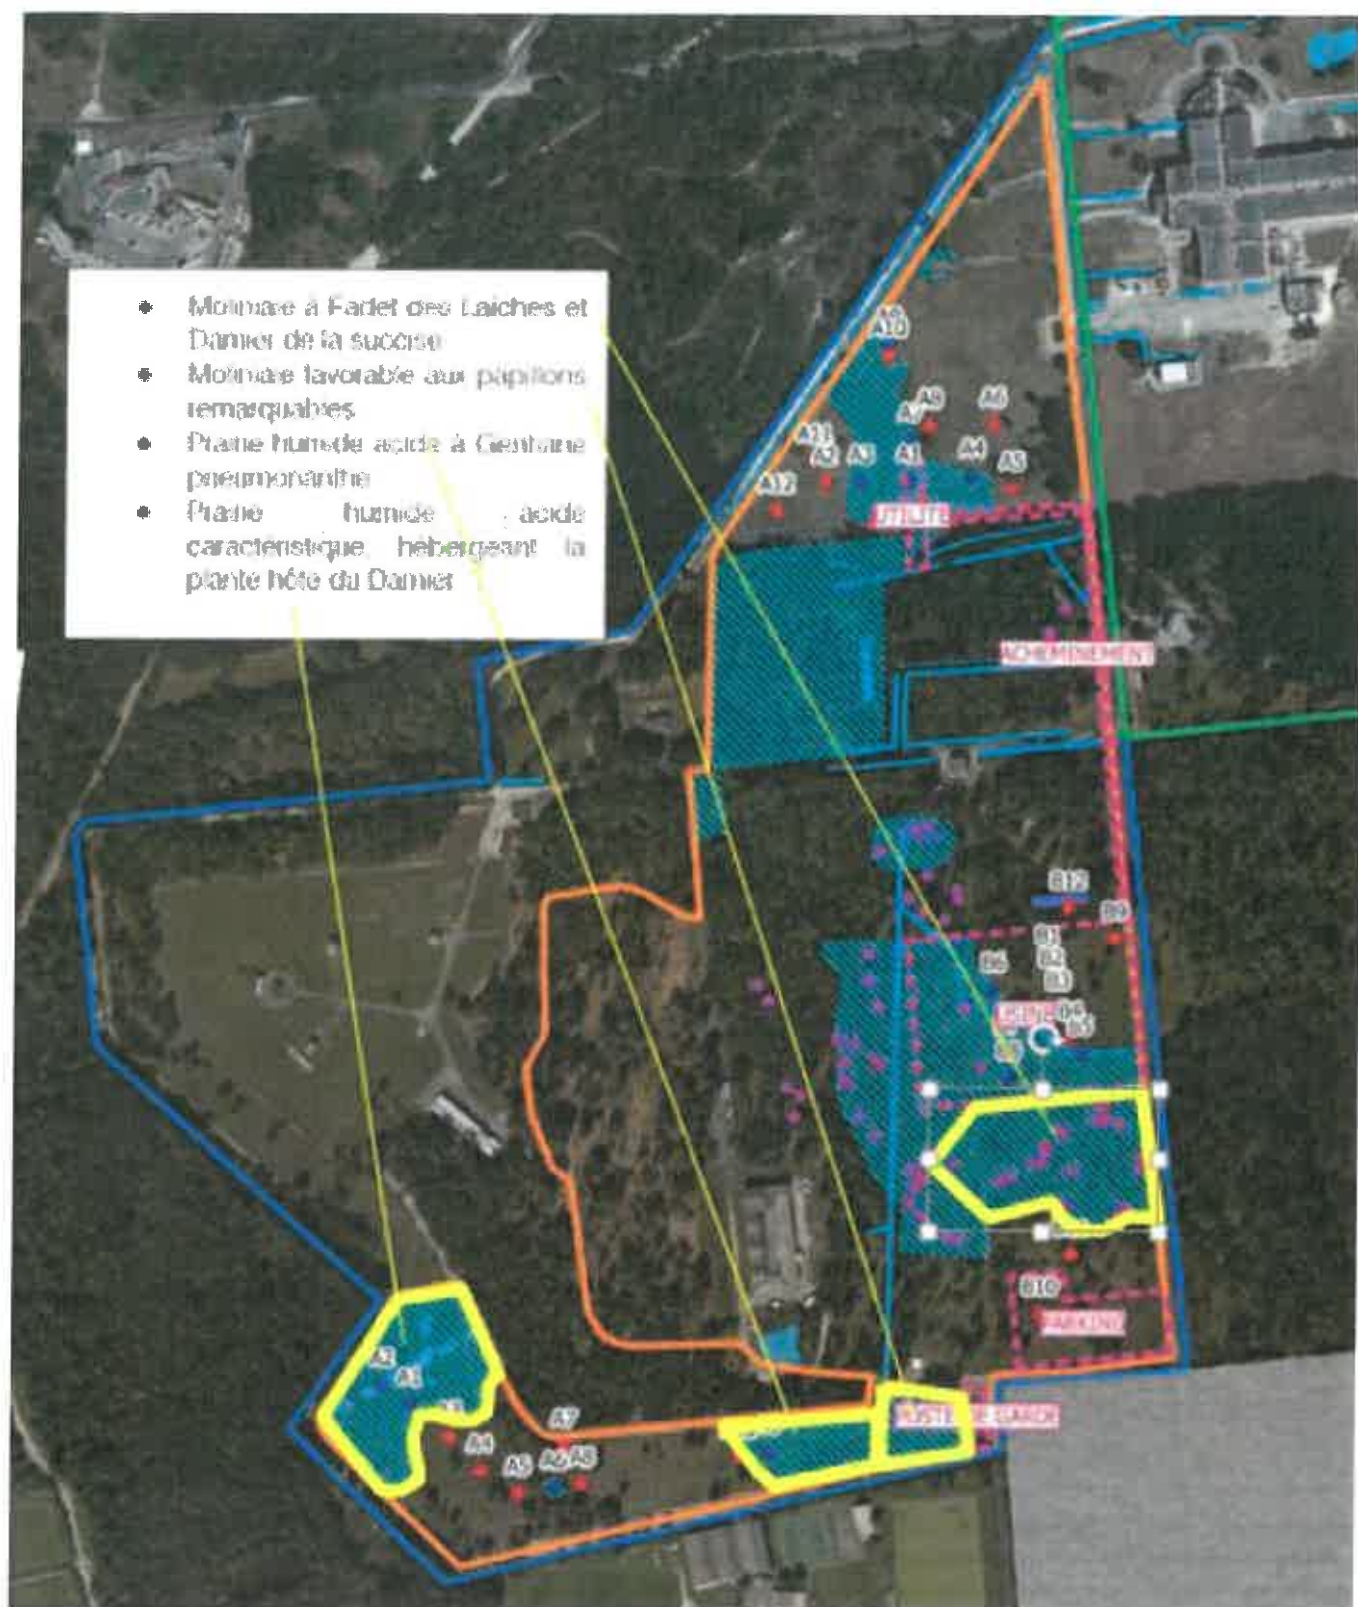 • Molinaie à Fadet des Laiches et
Damier de la succise
• Molinaie favorable aux papillons
remarquables
• Prairie humide acide à Gentiane
pneumonanthe
• Prairie humide acide
caractéristique, hébergeant la
plante hôte du Damier
A10
A8
A6
A7
A11
A2
A3
A1
A4
A5
A12
UTILITE
ACHEMINEMENT
B12
B9
B1
B2
B6
B3
B4
B5
B10
PARKING
A2
A1
POSTE DE GARDE
A7
A4
A5
A6
A8